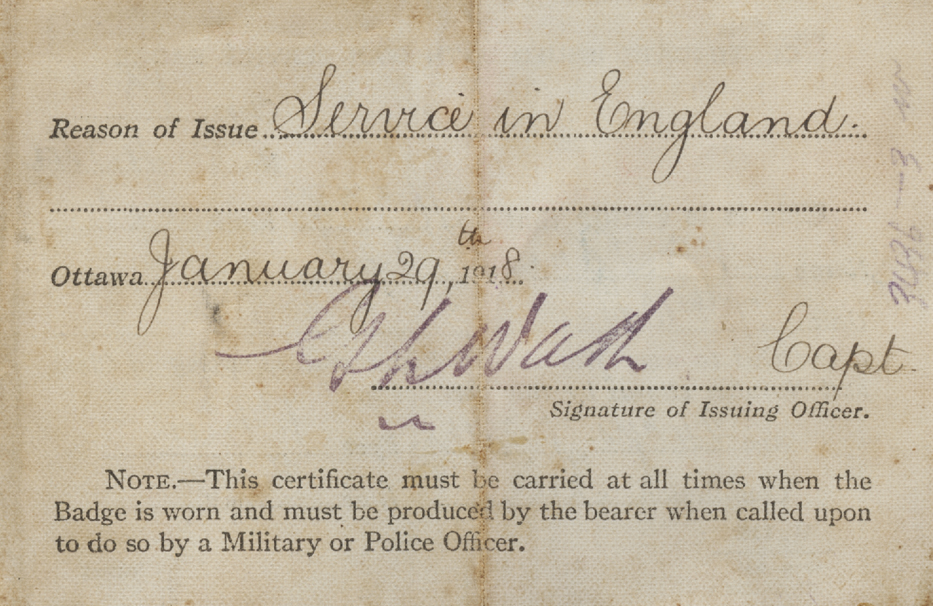 Reason of Issue Service in England.
Ottawa January 29th, 1918.
Capt.
Signature of Issuing Officer.
NOTE.—This certificate must be carried at all times when the
Badge is worn and must be produced by the bearer when called upon
to do so by a Military or Police Officer.